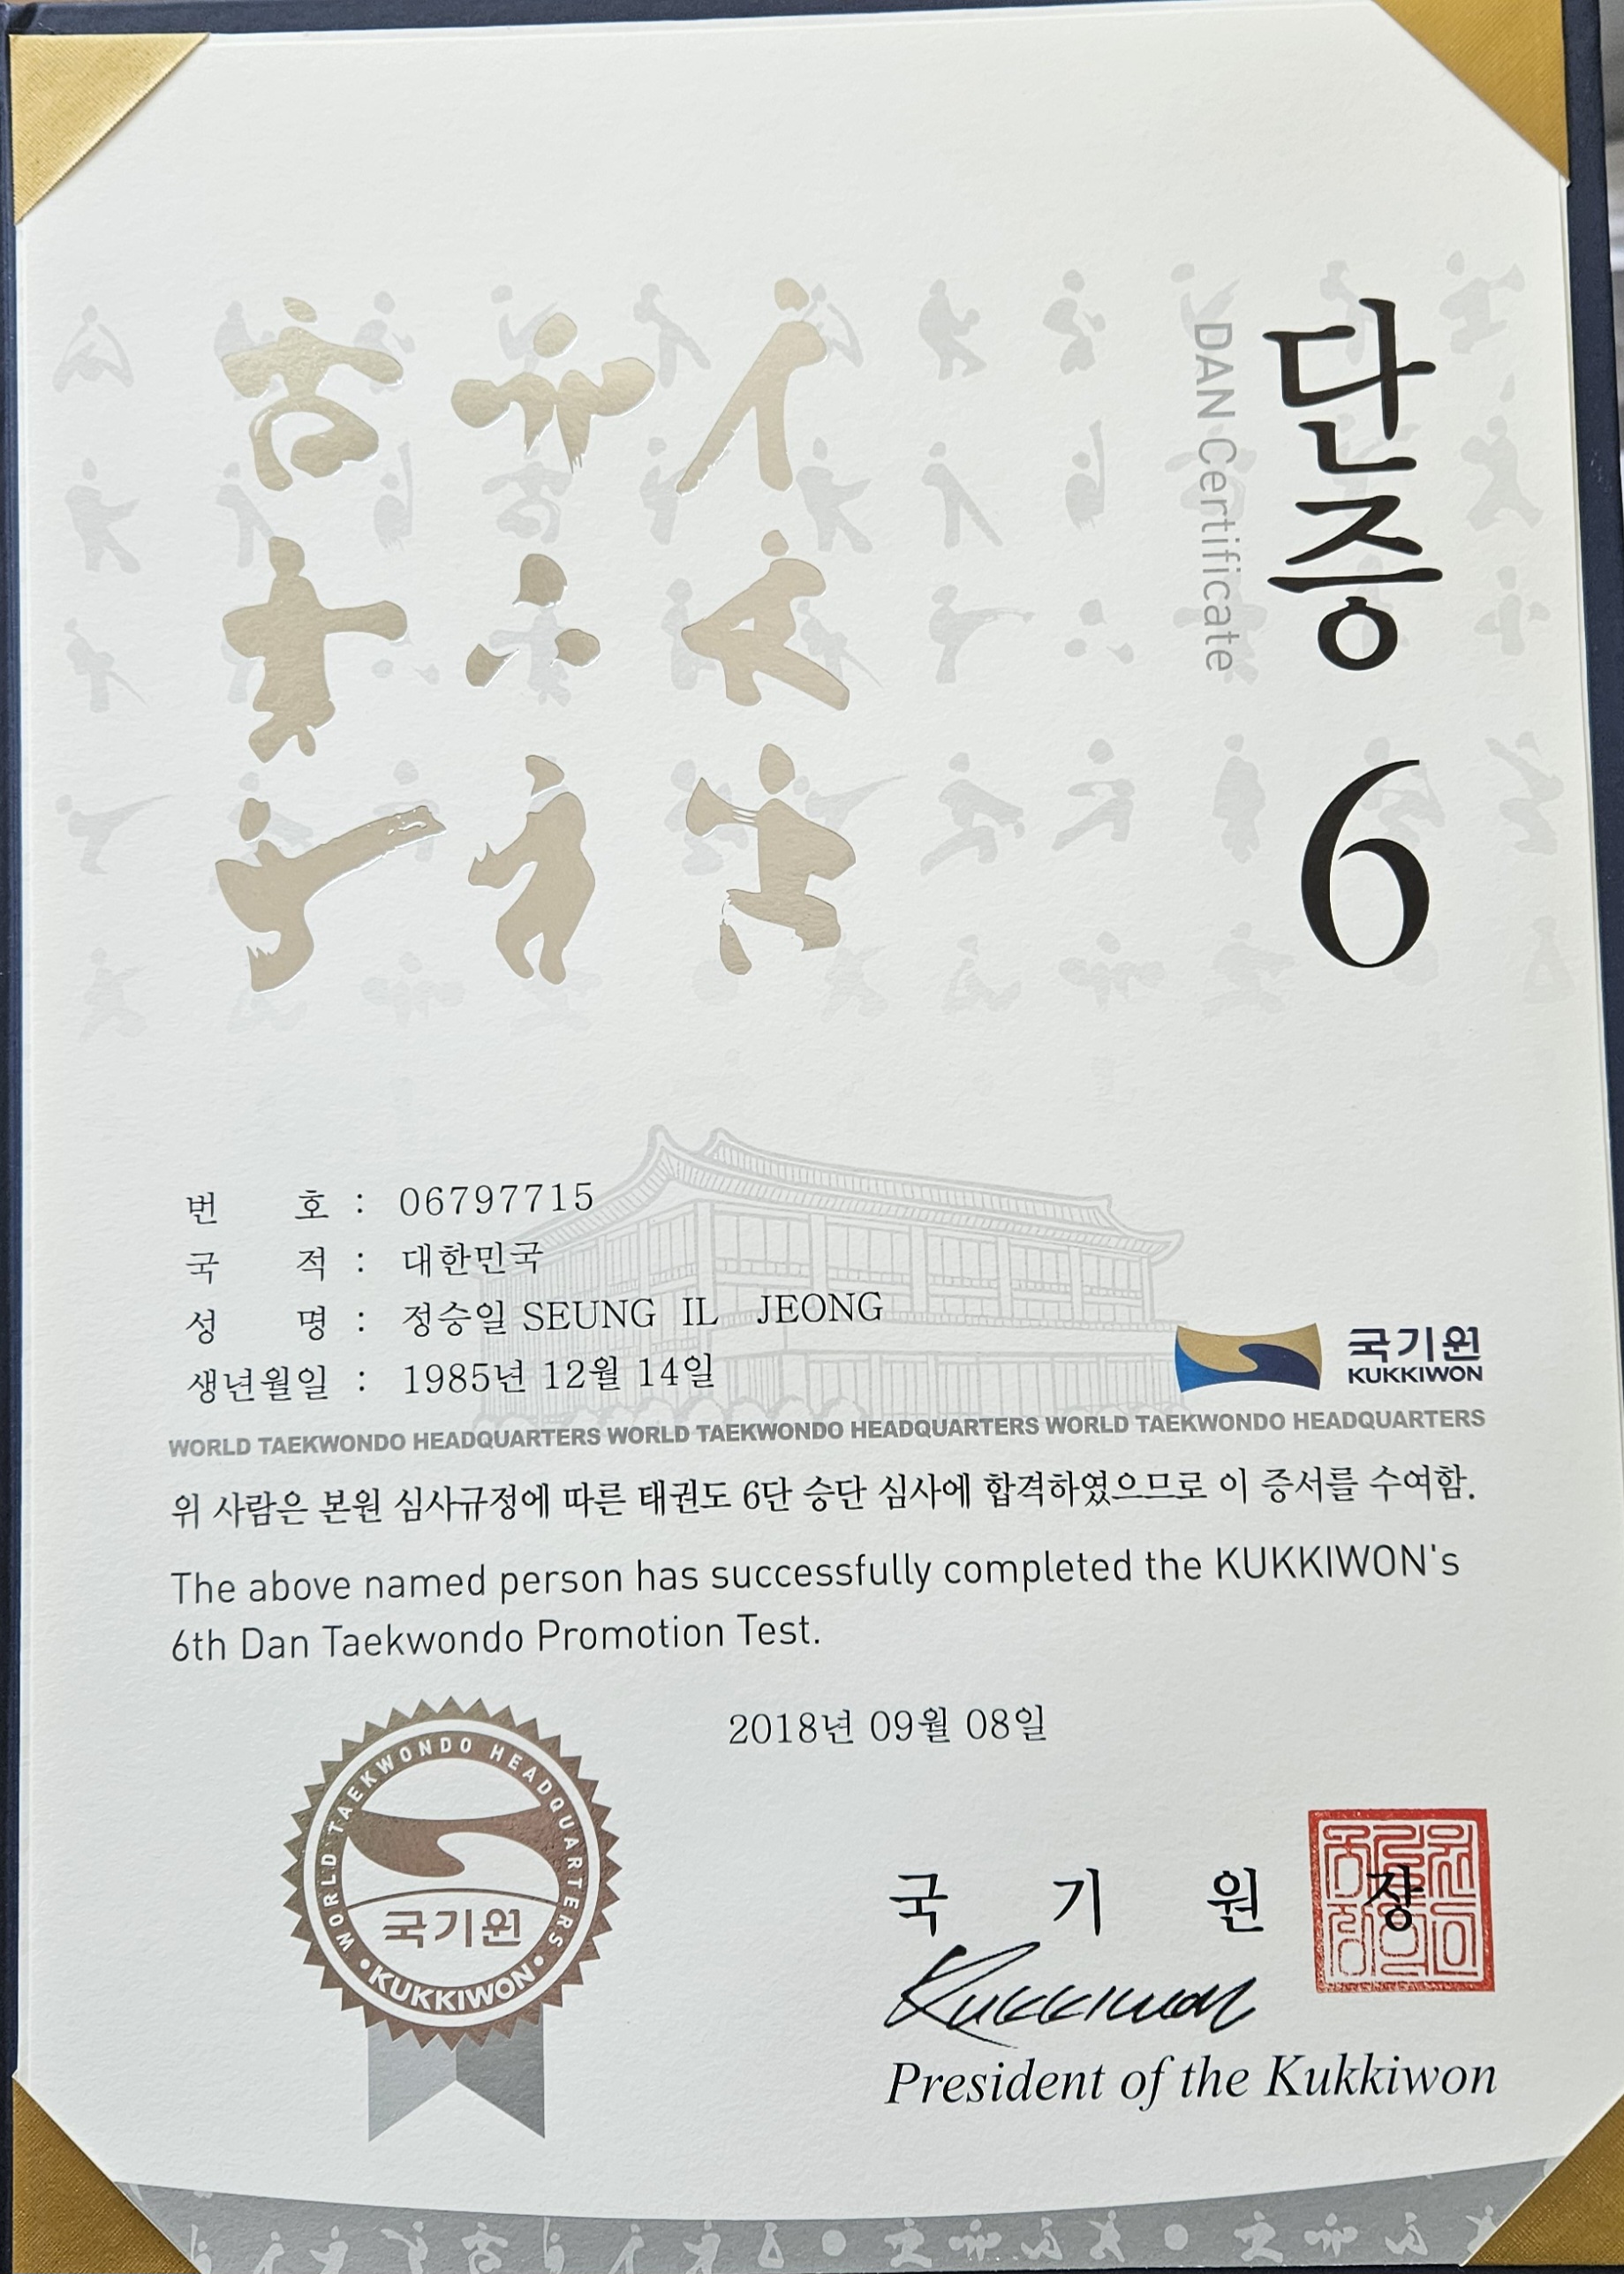 단증 6
DAN Certificate
번 호 : 06797715
국 적 : 대한민국
성 명 : 정승일 SEUNG IL JEONG
생년월일 : 1985년 12월 14일
국기원
KUKKIWON
WORLD TAEKWONDO HEADQUARTERS WORLD TAEKWONDO HEADQUARTERS WORLD TAEKWONDO HEADQUARTERS
위 사람은 본원 심사규정에 따른 태권도 6단 승단 심사에 합격하였으므로 이 증서를 수여함.
The above named person has successfully completed the KUKKIWON's
6th Dan Taekwondo Promotion Test.
2018년 09월 08일
WORLD TAEKWONDO HEADQUARTERS
국기원
•KUKKIWON•
국 기 원 장
Kukkiwon
President of the Kukkiwon